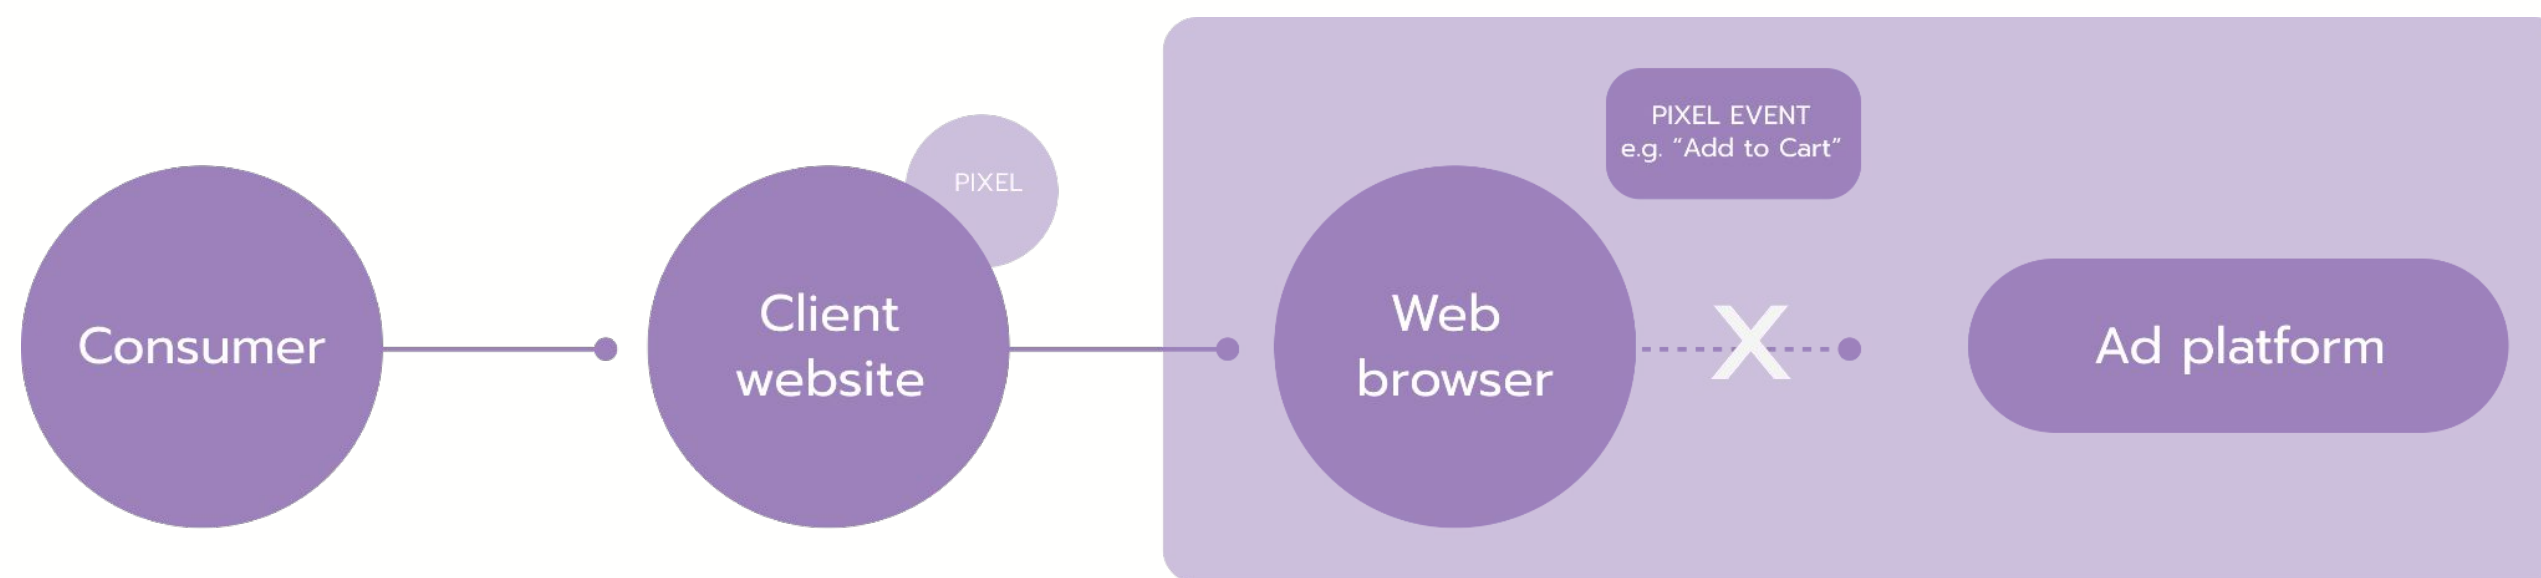 Consumer
Client
website
PIXEL
Web
browser
PIXEL EVENT
e.g. “Add to Cart”
X
Ad platform